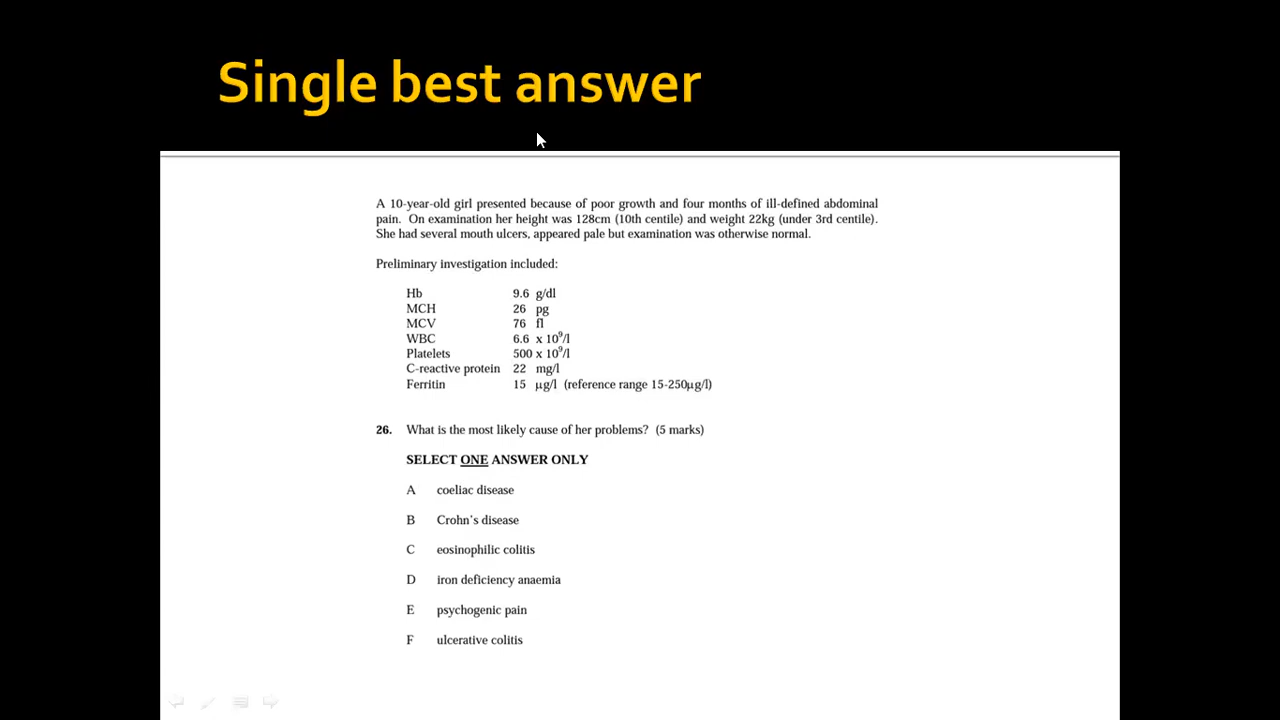 Single best answer
A 10-year-old girl presented because of poor growth and four months of ill-defined abdominal
pain. On examination her height was 128cm (10th centile) and weight 22kg (under 3rd centile).
She had several mouth ulcers, appeared pale but examination was otherwise normal.
Preliminary investigation included:
Hb 9.6 g/dl
MCH 26 pg
MCV 76 fl
WBC 6.6 x 10⁹/l
Platelets 500 x 10⁹/l
C-reactive protein 22 mg/l
Ferritin 15 µg/l (reference range 15-250µg/l)
26. What is the most likely cause of her problems? (5 marks)
SELECT ONE ANSWER ONLY
A coeliac disease
B Crohn's disease
C eosinophilic colitis
D iron deficiency anaemia
E psychogenic pain
F ulcerative colitis